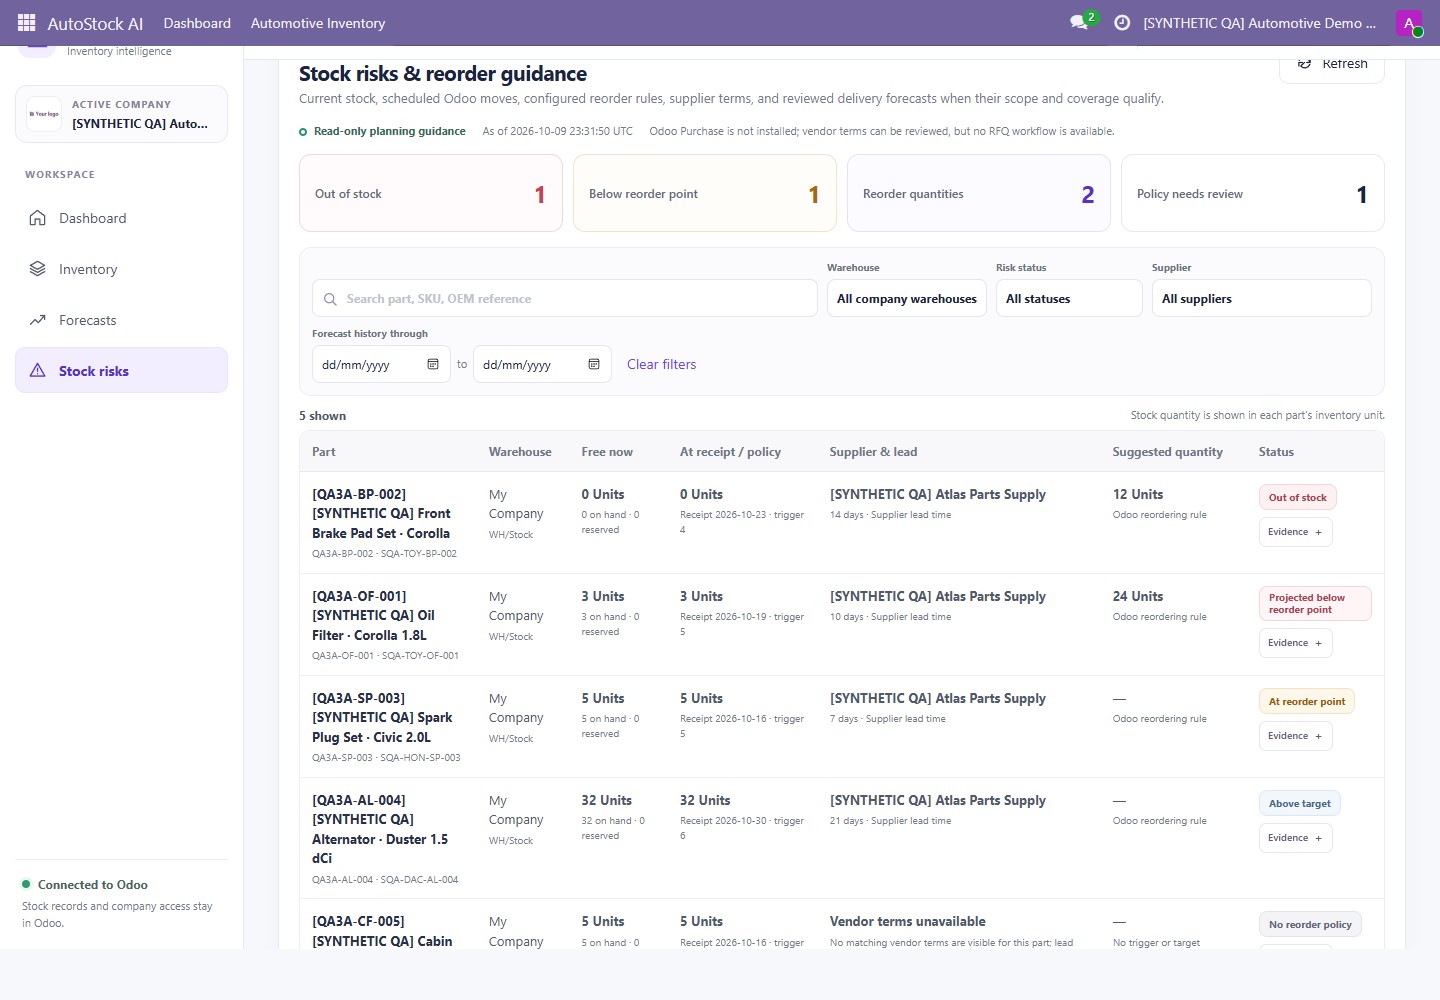 AutoStock AI
Dashboard
Automotive Inventory
2
[SYNTHETIC QA] Automotive Demo ...
A
Inventory intelligence
Your logo
ACTIVE COMPANY
[SYNTHETIC QA] Auto...
WORKSPACE
Dashboard
Inventory
Forecasts
Stock risks
Connected to Odoo
Stock records and company access stay
in Odoo.
Stock risks & reorder guidance
Refresh
Current stock, scheduled Odoo moves, configured reorder rules, supplier terms, and reviewed delivery forecasts when their scope and coverage qualify.
Read-only planning guidance As of 2026-10-09 23:31:50 UTC Odoo Purchase is not installed; vendor terms can be reviewed, but no RFQ workflow is available.
Out of stock 1
Below reorder point 1
Reorder quantities 2
Policy needs review 1
Warehouse Risk status Supplier
Search part, SKU, OEM reference All company warehouses All statuses All suppliers
Forecast history through
dd/mm/yyyy to dd/mm/yyyy Clear filters
5 shown
Stock quantity is shown in each part's inventory unit.
Part Warehouse Free now At receipt / policy Supplier & lead Suggested quantity Status
[QA3A-BP-002]
[SYNTHETIC QA] Front
Brake Pad Set · Corolla
QA3A-BP-002 · SQA-TOY-BP-002
My
Company
WH/Stock
0 Units
0 on hand · 0
reserved
0 Units
Receipt 2026-10-23 · trigger
4
[SYNTHETIC QA] Atlas Parts Supply
14 days · Supplier lead time
12 Units
Odoo reordering rule
Out of stock
Evidence +
[QA3A-OF-001]
[SYNTHETIC QA] Oil
Filter · Corolla 1.8L
QA3A-OF-001 · SQA-TOY-OF-001
My
Company
WH/Stock
3 Units
3 on hand · 0
reserved
3 Units
Receipt 2026-10-19 · trigger
5
[SYNTHETIC QA] Atlas Parts Supply
10 days · Supplier lead time
24 Units
Odoo reordering rule
Projected below
reorder point
Evidence +
[QA3A-SP-003]
[SYNTHETIC QA] Spark
Plug Set · Civic 2.0L
QA3A-SP-003 · SQA-HON-SP-003
My
Company
WH/Stock
5 Units
5 on hand · 0
reserved
5 Units
Receipt 2026-10-16 · trigger
5
[SYNTHETIC QA] Atlas Parts Supply
7 days · Supplier lead time
—
Odoo reordering rule
At reorder point
Evidence +
[QA3A-AL-004]
[SYNTHETIC QA]
Alternator · Duster 1.5
dCi
QA3A-AL-004 · SQA-DAC-AL-004
My
Company
WH/Stock
32 Units
32 on hand · 0
reserved
32 Units
Receipt 2026-10-30 · trigger
6
[SYNTHETIC QA] Atlas Parts Supply
21 days · Supplier lead time
—
Odoo reordering rule
Above target
Evidence +
[QA3A-CF-005]
[SYNTHETIC QA] Cabin
My
Company
5 Units
5 on hand · 0
5 Units
Receipt 2026-10-16 · trigger
Vendor terms unavailable
No matching vendor terms are visible for this part; lead
—
No trigger or target
No reorder policy